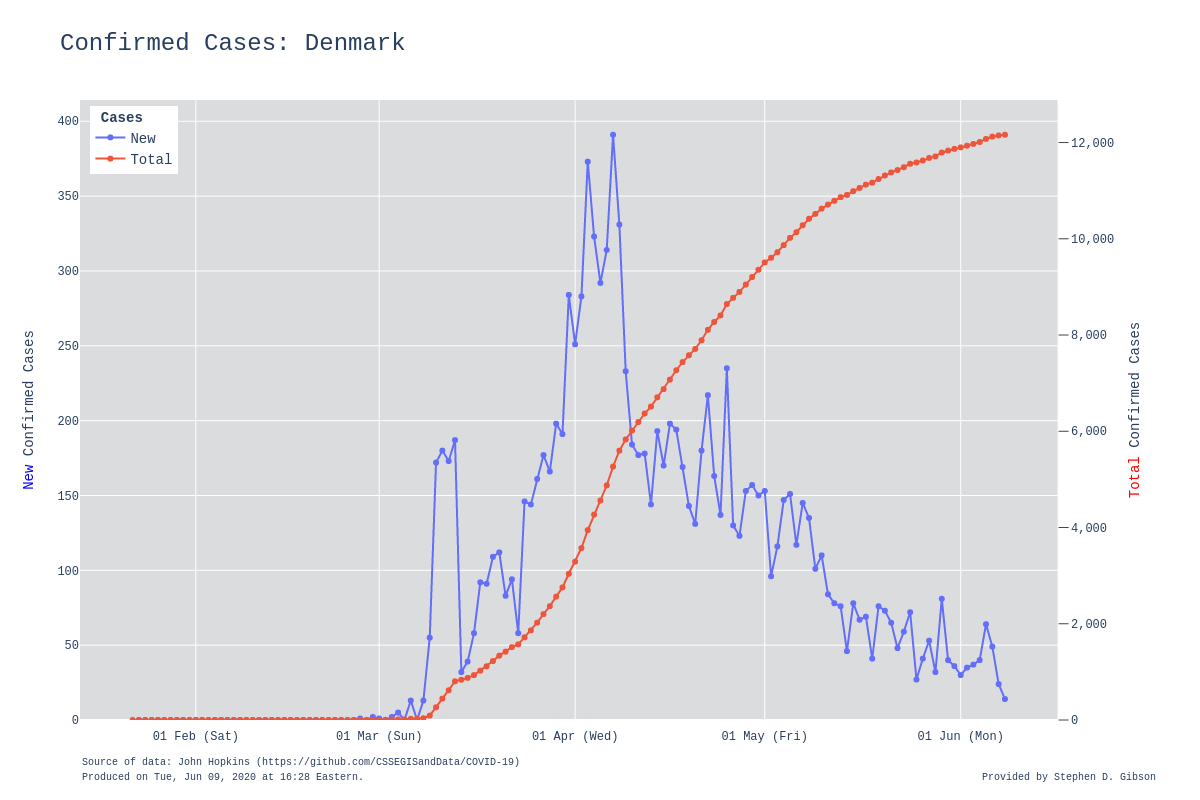 Confirmed Cases: Denmark
Cases
New
Total
400
350
300
250
200
150
100
50
0
12,000
10,000
8,000
6,000
4,000
2,000
0
New Confirmed Cases
Total Confirmed Cases
01 Feb (Sat)
01 Mar (Sun)
01 Apr (Wed)
01 May (Fri)
01 Jun (Mon)
Source of data: John Hopkins (https://github.com/CSSEGISandData/COVID-19)
Produced on Tue, Jun 09, 2020 at 16:28 Eastern.
Provided by Stephen D. Gibson